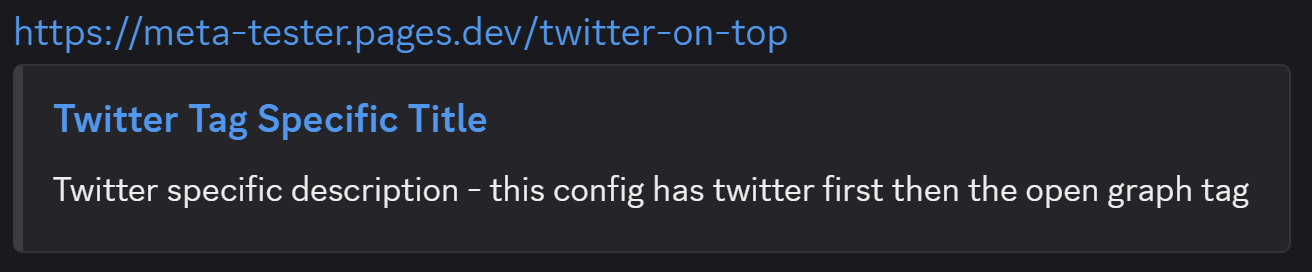 https://meta-tester.pages.dev/twitter-on-top
Twitter Tag Specific Title
Twitter specific description - this config has twitter first then the open graph tag